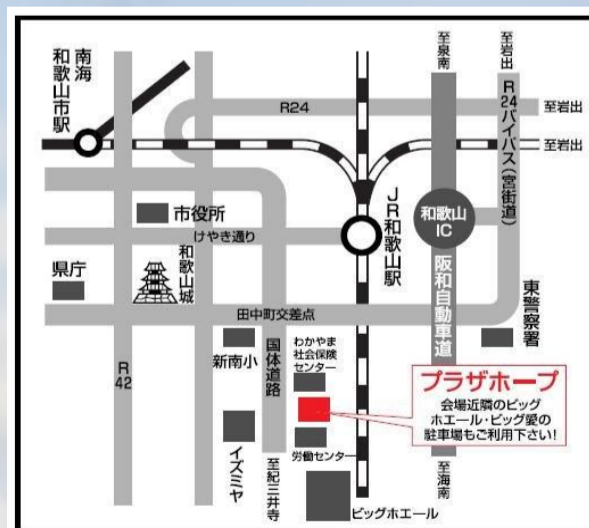 南海
和歌山市駅
至泉南
至岩出
R24
至岩出
R24バイパス(宮街道)
至岩出
市役所
けやき通り
JR和歌山駅
和歌山
IC
県庁
和歌山城
阪和自動車道
田中町交差点
東警察署
R
42
新南小
国体道路
わかやま
社会保険
センター
プラザホープ
会場近隣のビッグ
ホエール・ビッグ愛の
駐車場もご利用下さい!
イズミヤ
労働センター
至紀三井寺
至海南
ビッグホエール